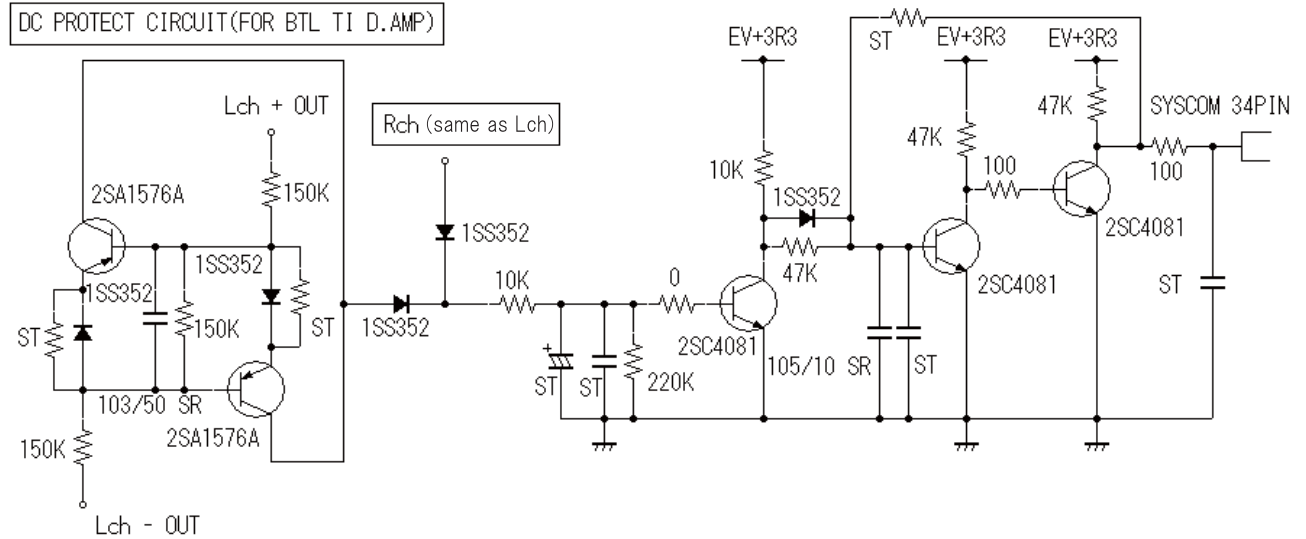 DC PROTECT CIRCUIT(FOR BTL TI D.AMP)
ST
EV+3R3
EV+3R3
EV+3R3
Lch + OUT
Rch (same as Lch)
47K
SYSCOM 34PIN
47K
10K
100
100
2SA1576A
150K
1SS352
1SS352
2SC4081
47K
1SS352
1SS352
10K
0
2SC4081
ST
ST
150K
ST
1SS352
2SC4081
105/10 SR
ST
+
ST
ST
220K
103/50 SR
2SA1576A
150K
Lch - OUT